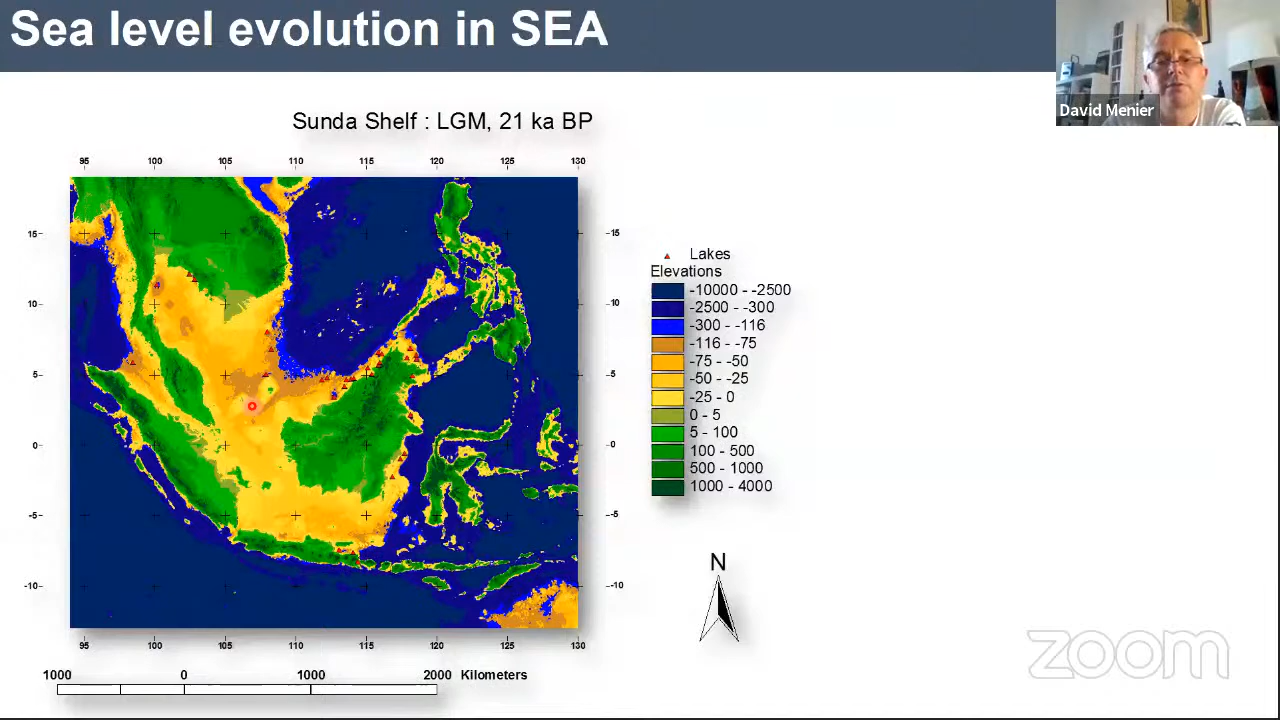 Sea level evolution in SEA
David Menier
Sunda Shelf : LGM, 21 ka BP
95 100 105 110 115 120 125 130
15 15
10 10
5 5
0 0
-5 -5
-10 -10
95 100 105 110 115 120 125 130
Lakes
Elevations
-10000 - -2500
-2500 - -300
-300 - -116
-116 - -75
-75 - -50
-50 - -25
-25 - 0
0 - 5
5 - 100
100 - 500
500 - 1000
1000 - 4000
N
1000 0 1000 2000 Kilometers
zoom